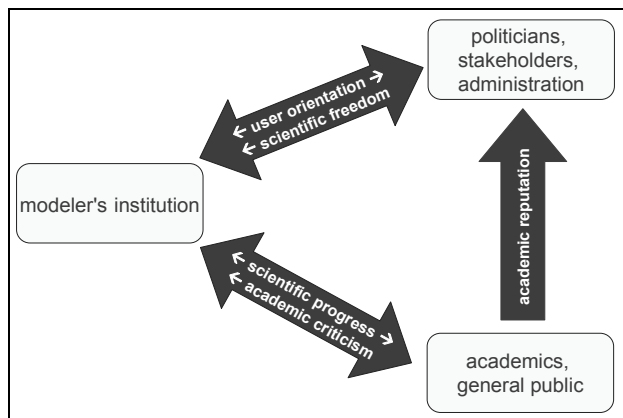 politicians,
stakeholders,
administration
← user orientation →
← scientific freedom
modeler's institution
academic reputation
← scientific progress →
← academic criticism
academics,
general public